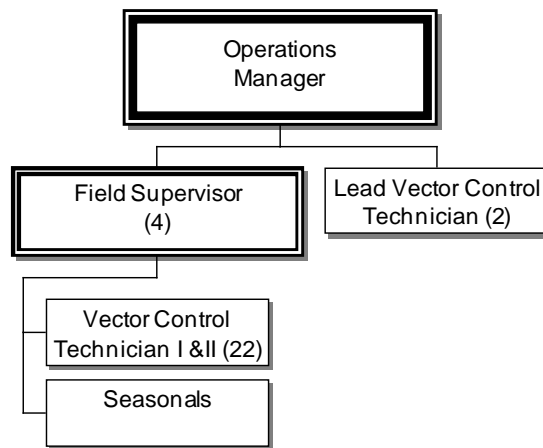 Operations
Manager
Field Supervisor
(4)
Lead Vector Control
Technician (2)
Vector Control
Technician I &II (22)
Seasonals